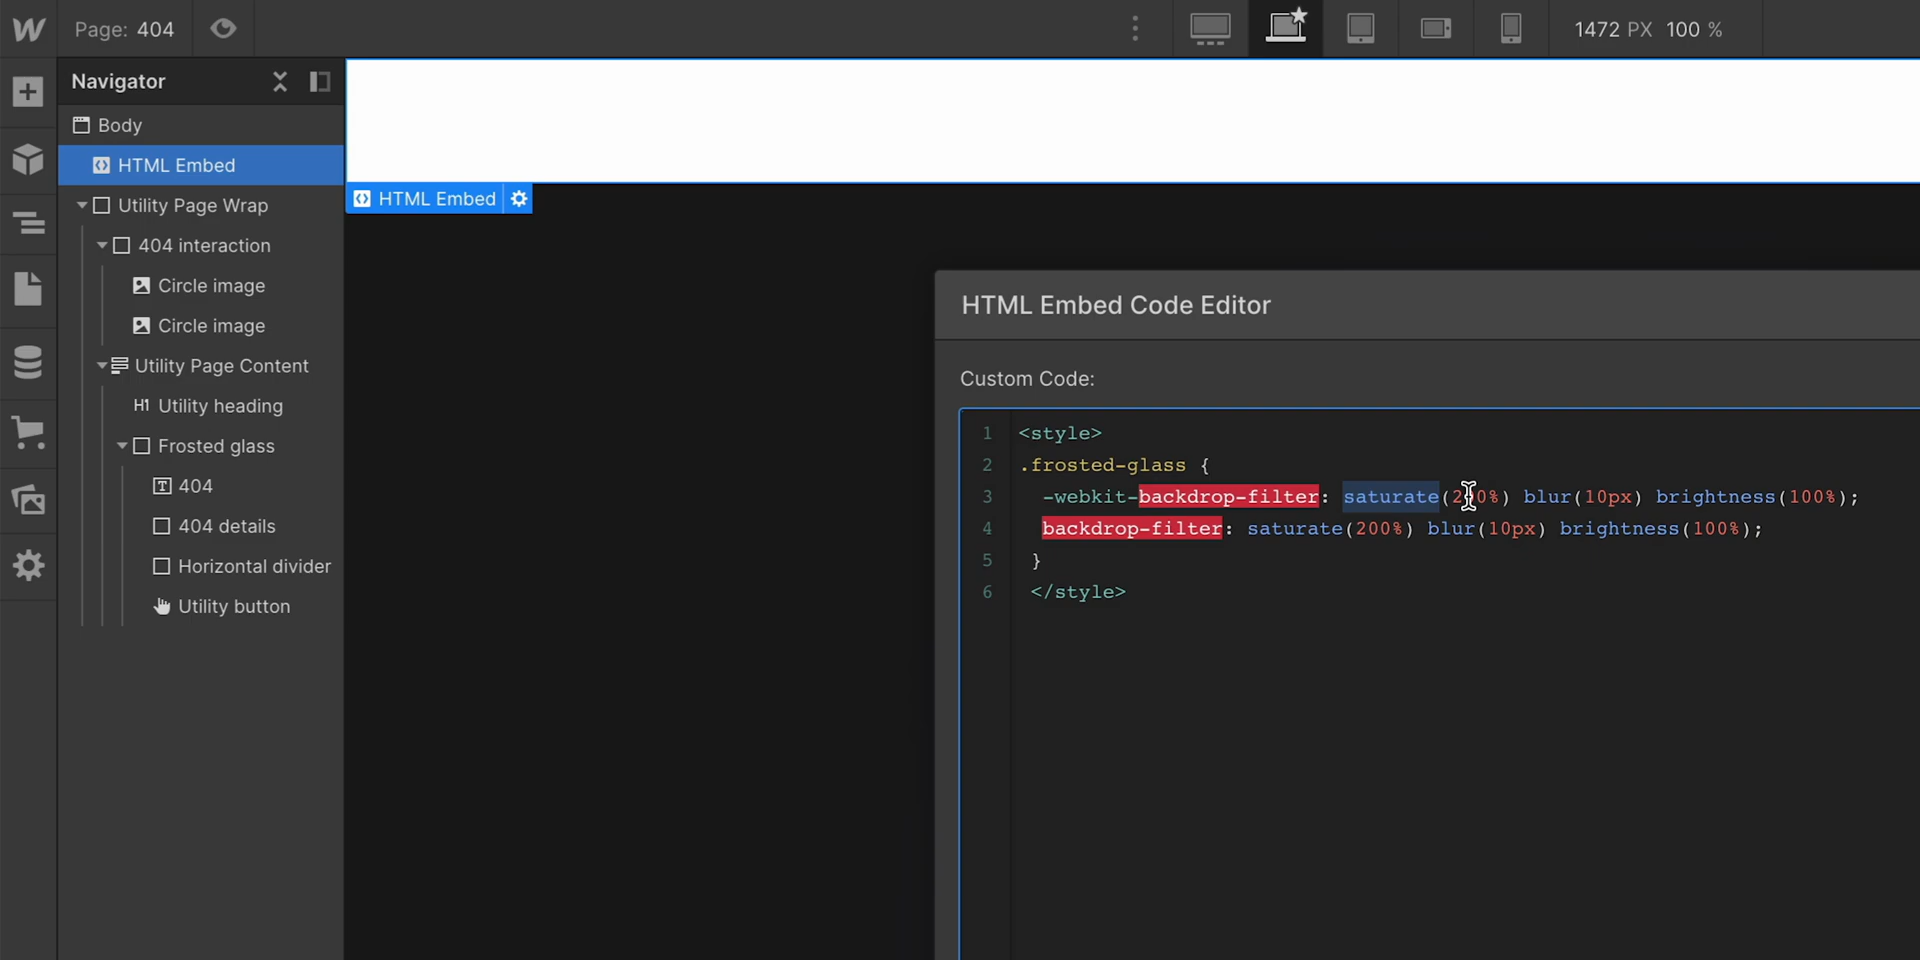 Page: 404
1472 PX 100 %
Navigator
Body
HTML Embed
Utility Page Wrap
404 interaction
Circle image
Circle image
Utility Page Content
H1 Utility heading
Frosted glass
404
404 details
Horizontal divider
Utility button
HTML Embed
HTML Embed Code Editor
Custom Code:
1 <style>
2 .frosted-glass {
3 -webkit-backdrop-filter: saturate(200%) blur(10px) brightness(100%);
4 backdrop-filter: saturate(200%) blur(10px) brightness(100%);
5 }
6 </style>